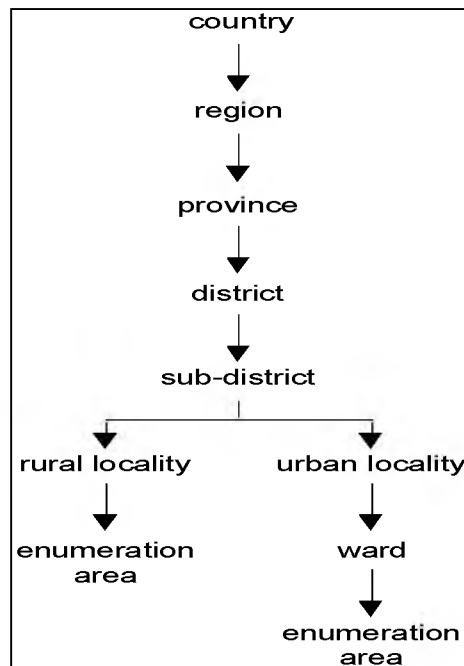 country
region
province
district
sub-district
rural locality
urban locality
enumeration
area
ward
enumeration
area